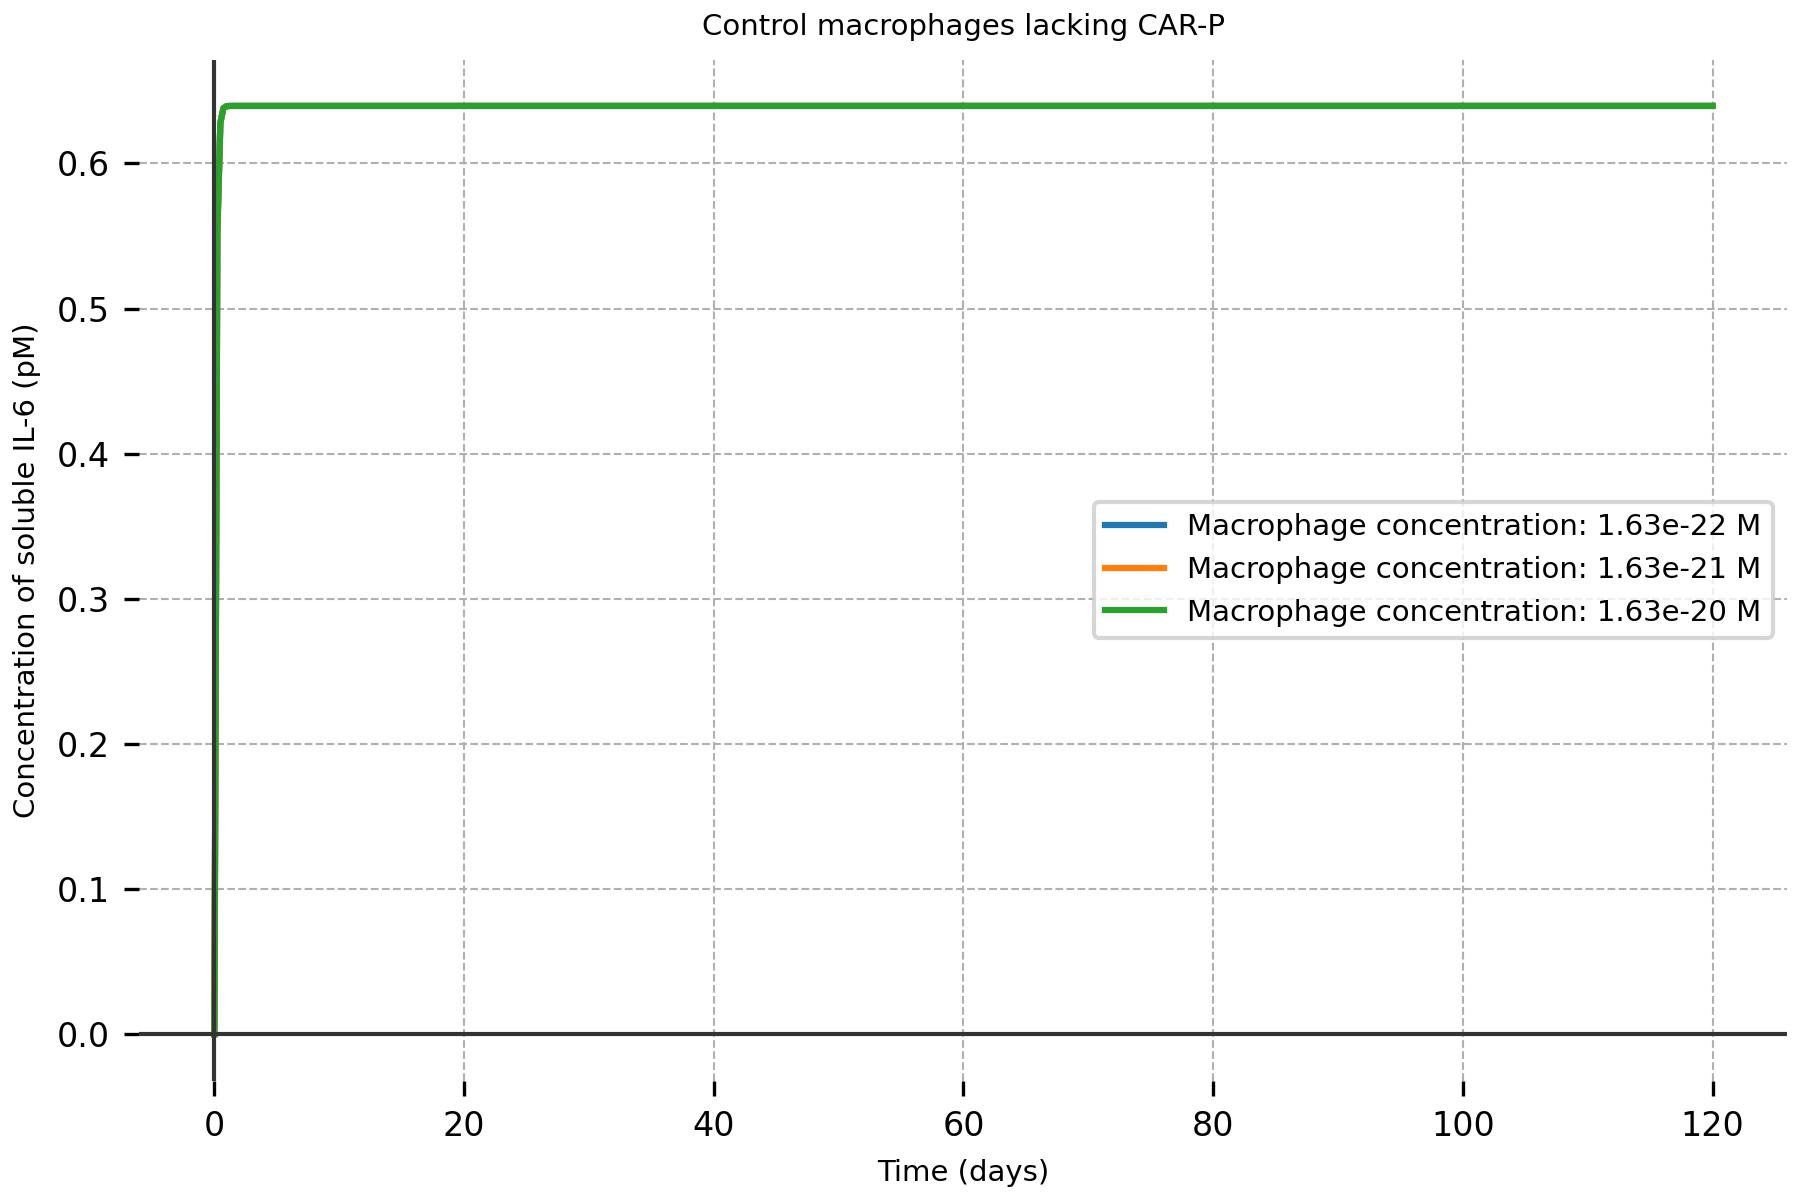 Control macrophages lacking CAR-P
Concentration of soluble IL-6 (pM)
0.6
0.5
0.4
0.3
0.2
0.1
0.0
Macrophage concentration: 1.63e-22 M
Macrophage concentration: 1.63e-21 M
Macrophage concentration: 1.63e-20 M
0 20 40 60 80 100 120
Time (days)